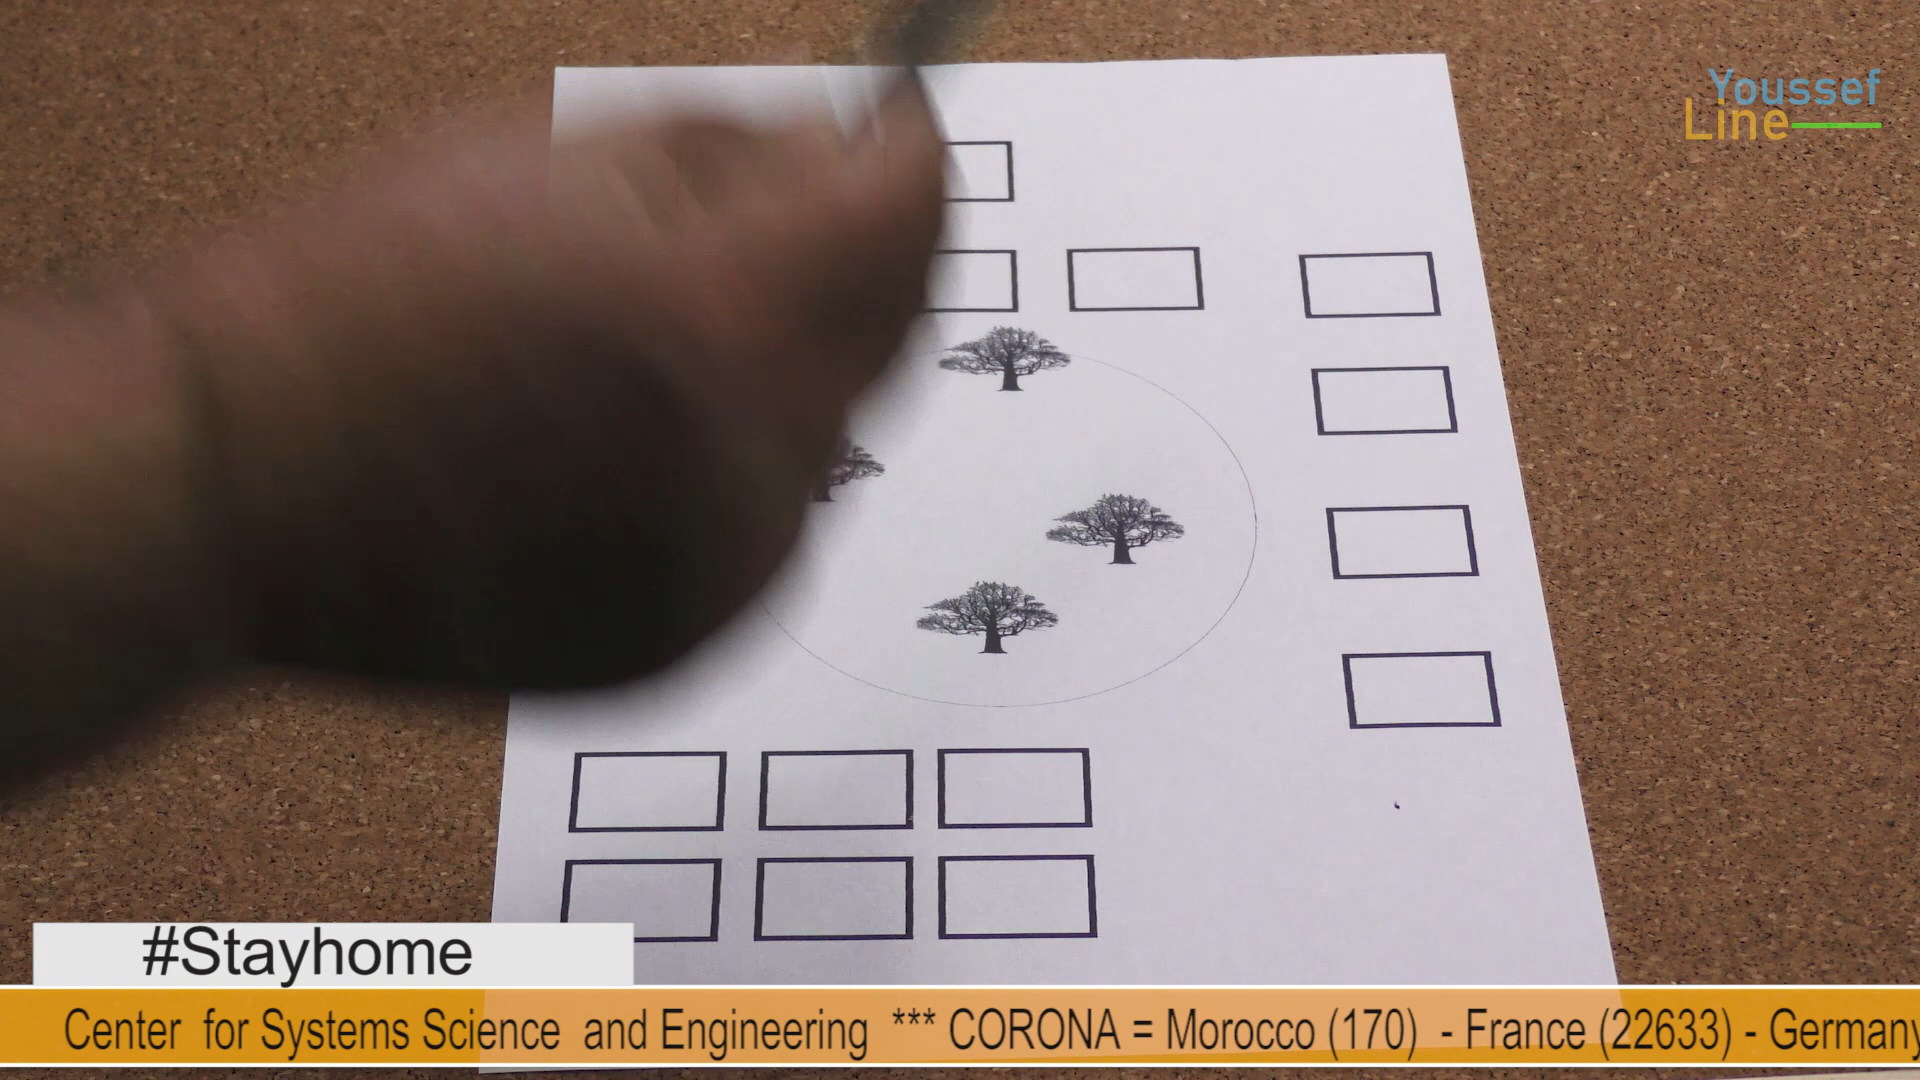 Youssef
Line
#Stayhome
Center for Systems Science and Engineering *** CORONA = Morocco (170) - France (22633) - Germany